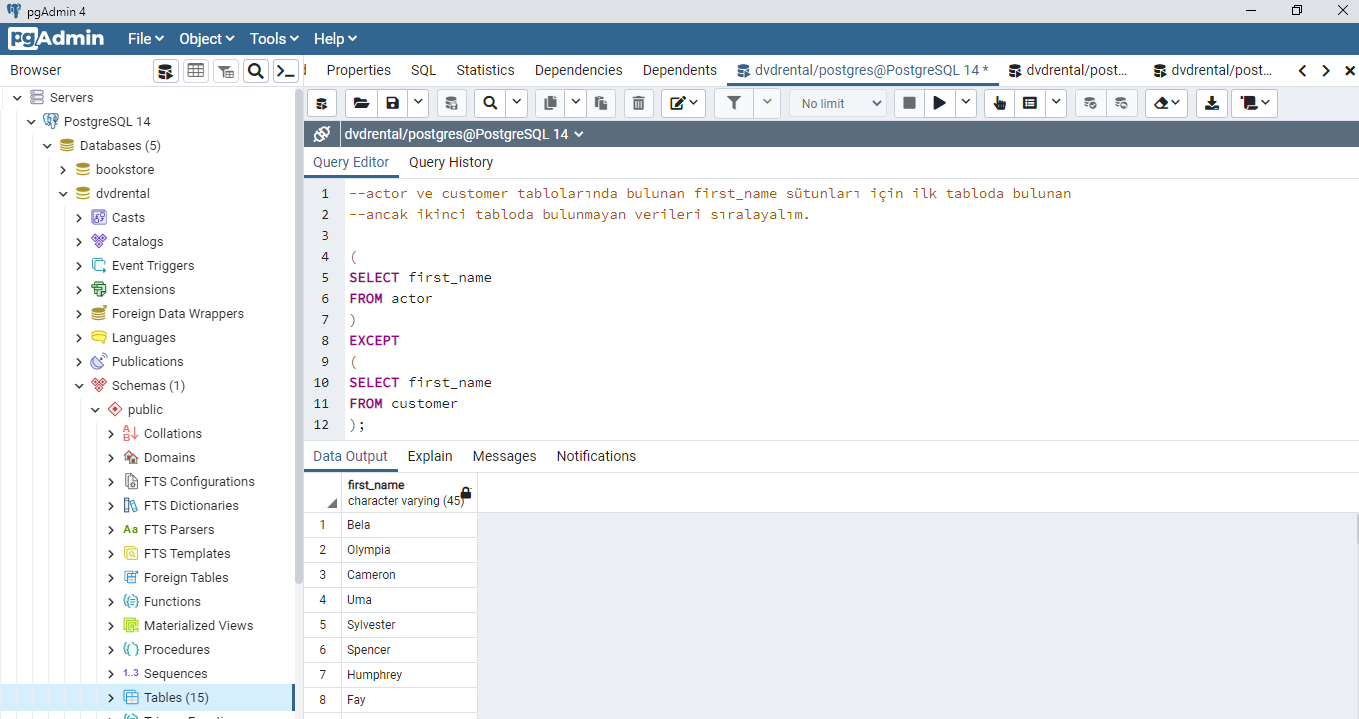 pgAdmin 4
pgAdmin File Object Tools Help
Browser
Properties SQL Statistics Dependencies Dependents dvdrental/postgres@PostgreSQL 14 * dvdrental/post... dvdrental/post...
Servers
PostgreSQL 14
Databases (5)
bookstore
dvdrental
Casts
Catalogs
Event Triggers
Extensions
Foreign Data Wrappers
Languages
Publications
Schemas (1)
public
Collations
Domains
FTS Configurations
FTS Dictionaries
Aa FTS Parsers
FTS Templates
Foreign Tables
Functions
Materialized Views
Procedures
1..3 Sequences
Tables (15)
No limit
dvdrental/postgres@PostgreSQL 14
Query Editor Query History
1 --actor ve customer tablolarında bulunan first_name sütunları için ilk tabloda bulunan
2 --ancak ikinci tabloda bulunmayan verileri sıralayalım.
3
4 (
5 SELECT first_name
6 FROM actor
7 )
8 EXCEPT
9 (
10 SELECT first_name
11 FROM customer
12 );
Data Output Explain Messages Notifications
first_name
character varying (45)
1 Bela
2 Olympia
3 Cameron
4 Uma
5 Sylvester
6 Spencer
7 Humphrey
8 Fay